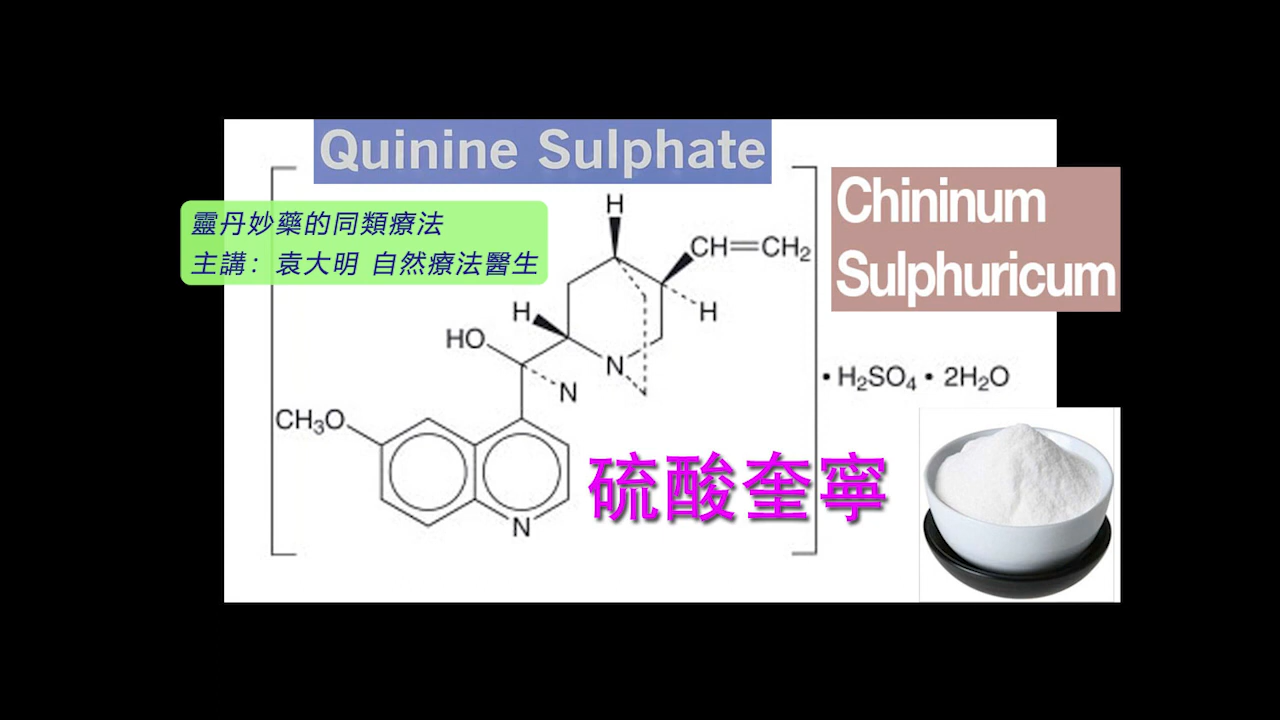 Quinine Sulphate
Chininum
Sulphuricum
靈丹妙藥的同類療法
主講：袁大明 自然療法醫生
H
CH=CH₂
H
H
HO
N
N
• H₂SO₄ • 2H₂O
CH₃O
硫酸奎寧
N